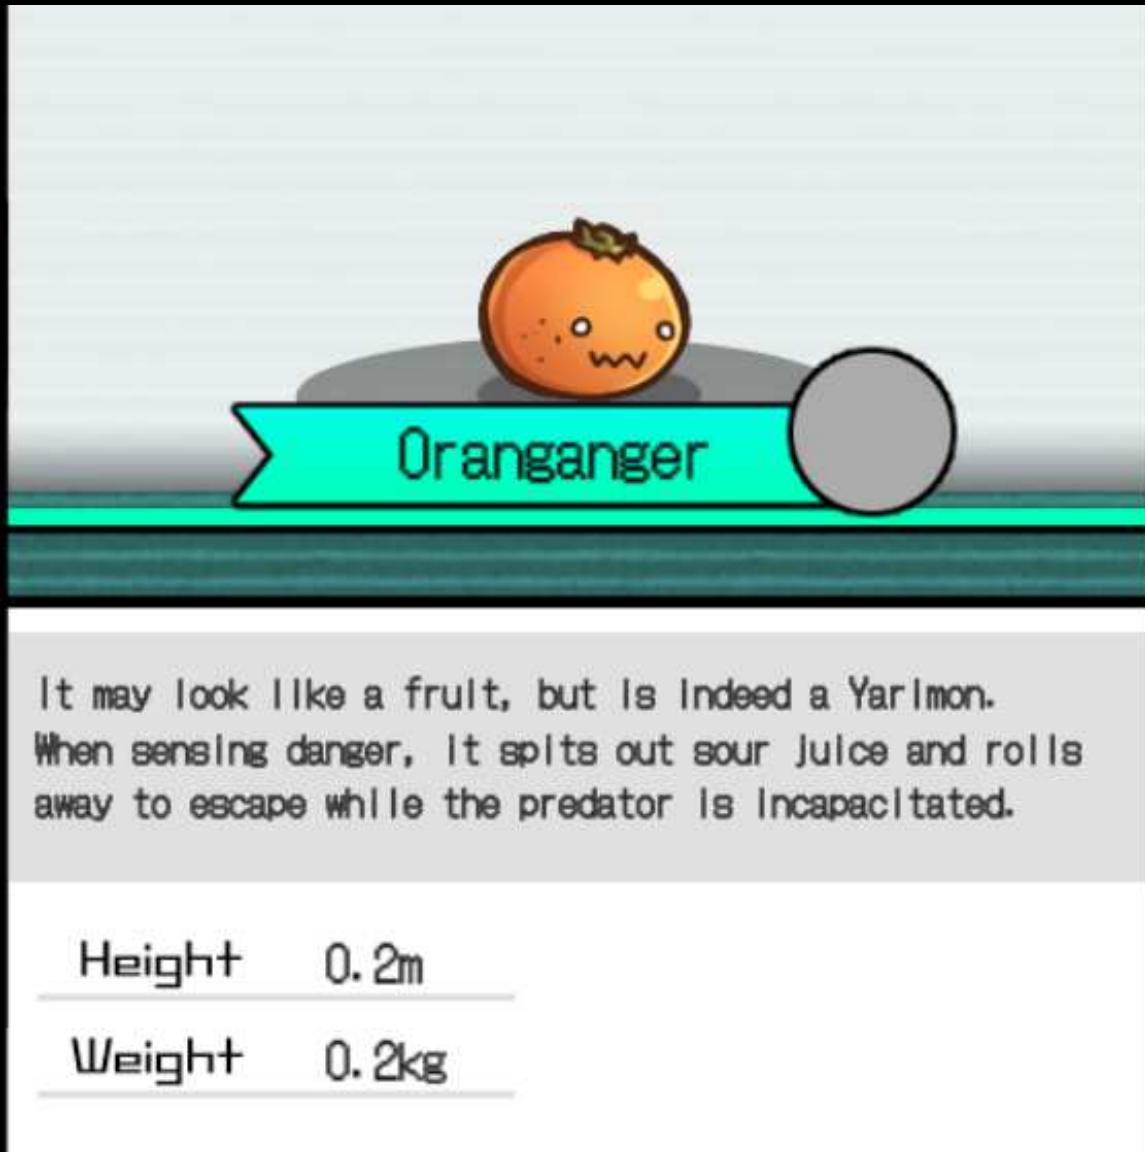 Oranganger
It may look like a fruit, but is indeed a Yarimon.
When sensing danger, it spits out sour juice and rolls
away to escape while the predator is incapacitated.
Height 0.2m
Weight 0.2kg